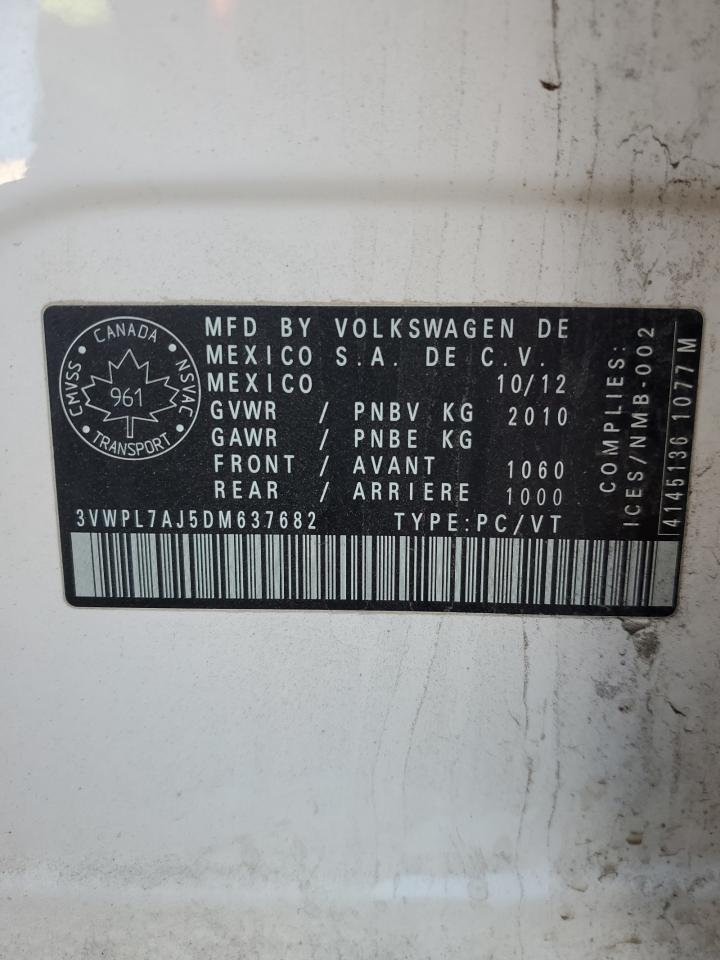 CANADA
CMVSS
NSVAC
961
TRANSPORT
MFD BY VOLKSWAGEN DE
MEXICO S.A. DE C.V.
MEXICO 10/12
GVWR / PNBV KG 2010
GAWR / PNBE KG
FRONT / AVANT 1060
REAR / ARRIERE 1000
3VWPL7AJ5DM637682 TYPE:PC/VT
COMPLIES:
ICES/NMB-002
4145136 1077 M